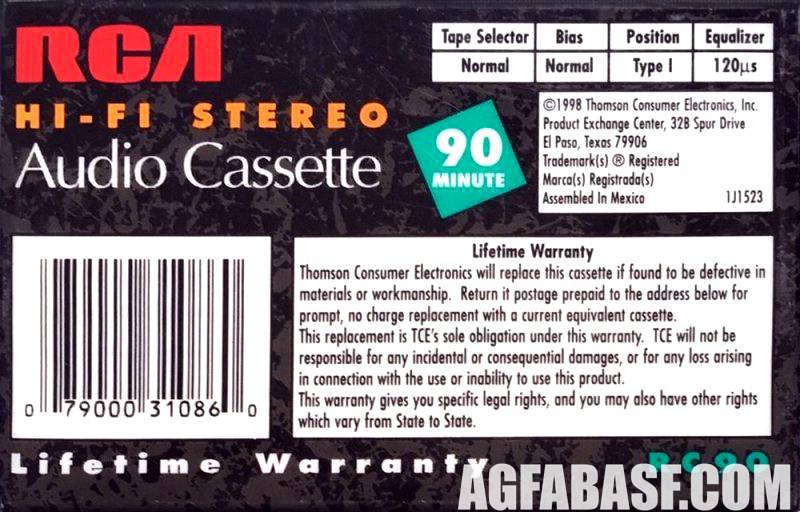 RCA
HI-FI STEREO
Audio Cassette
90
MINUTE
Tape Selector Bias Position Equalizer
Normal Normal Type I 120µs
©1998 Thomson Consumer Electronics, Inc.
Product Exchange Center, 32B Spur Drive
El Paso, Texas 79906
Trademark(s) ® Registered
Marca(s) Registrada(s)
Assembled In Mexico 1J1523
0 79000 31086 0
Lifetime Warranty
Thomson Consumer Electronics will replace this cassette if found to be defective in
materials or workmanship. Return it postage prepaid to the address below for
prompt, no charge replacement with a current equivalent cassette.
This replacement is TCE's sole obligation under this warranty. TCE will not be
responsible for any incidental or consequential damages, or for any loss arising
in connection with the use or inability to use this product.
This warranty gives you specific legal rights, and you may also have other rights
which vary from State to State.
Lifetime Warranty RC90
AGFABASF.COM